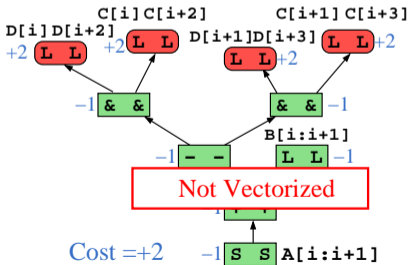 C[i] C[i+2] C[i+1] C[i+3]
D[i] D[i+2]
+2 L L
+2 L L
D[i+1] D[i+3]
L L +2
L L +2
-1 & &
& & -1
B[i:i+1]
-1 - -
L L -1
Not Vectorized
Cost =+2
-1 S S A[i:i+1]